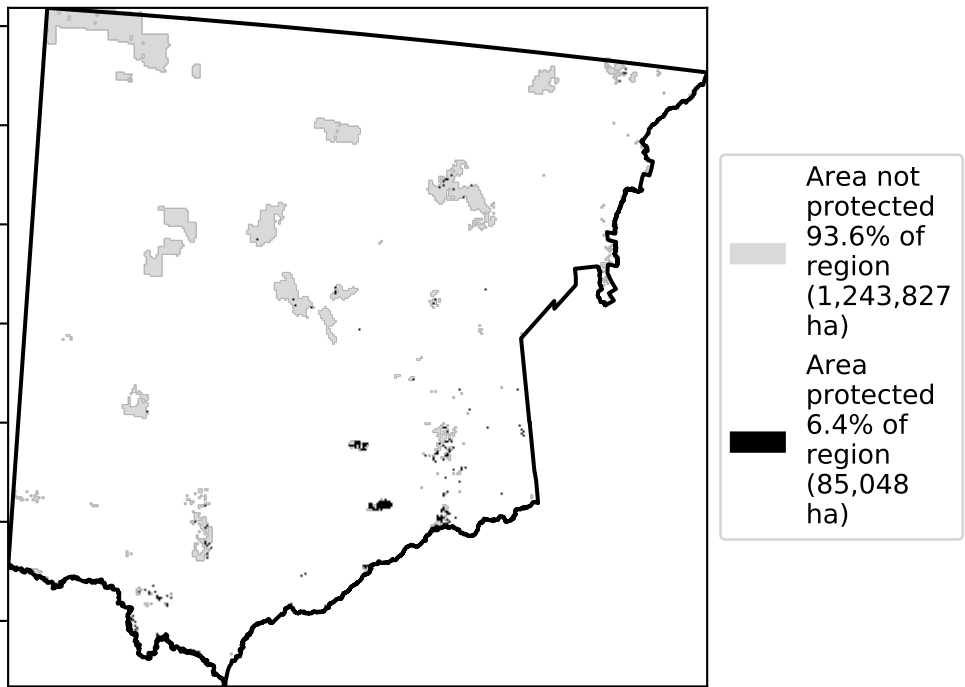 Area not
protected
93.6% of
region
(1,243,827
ha)
Area
protected
6.4% of
region
(85,048
ha)